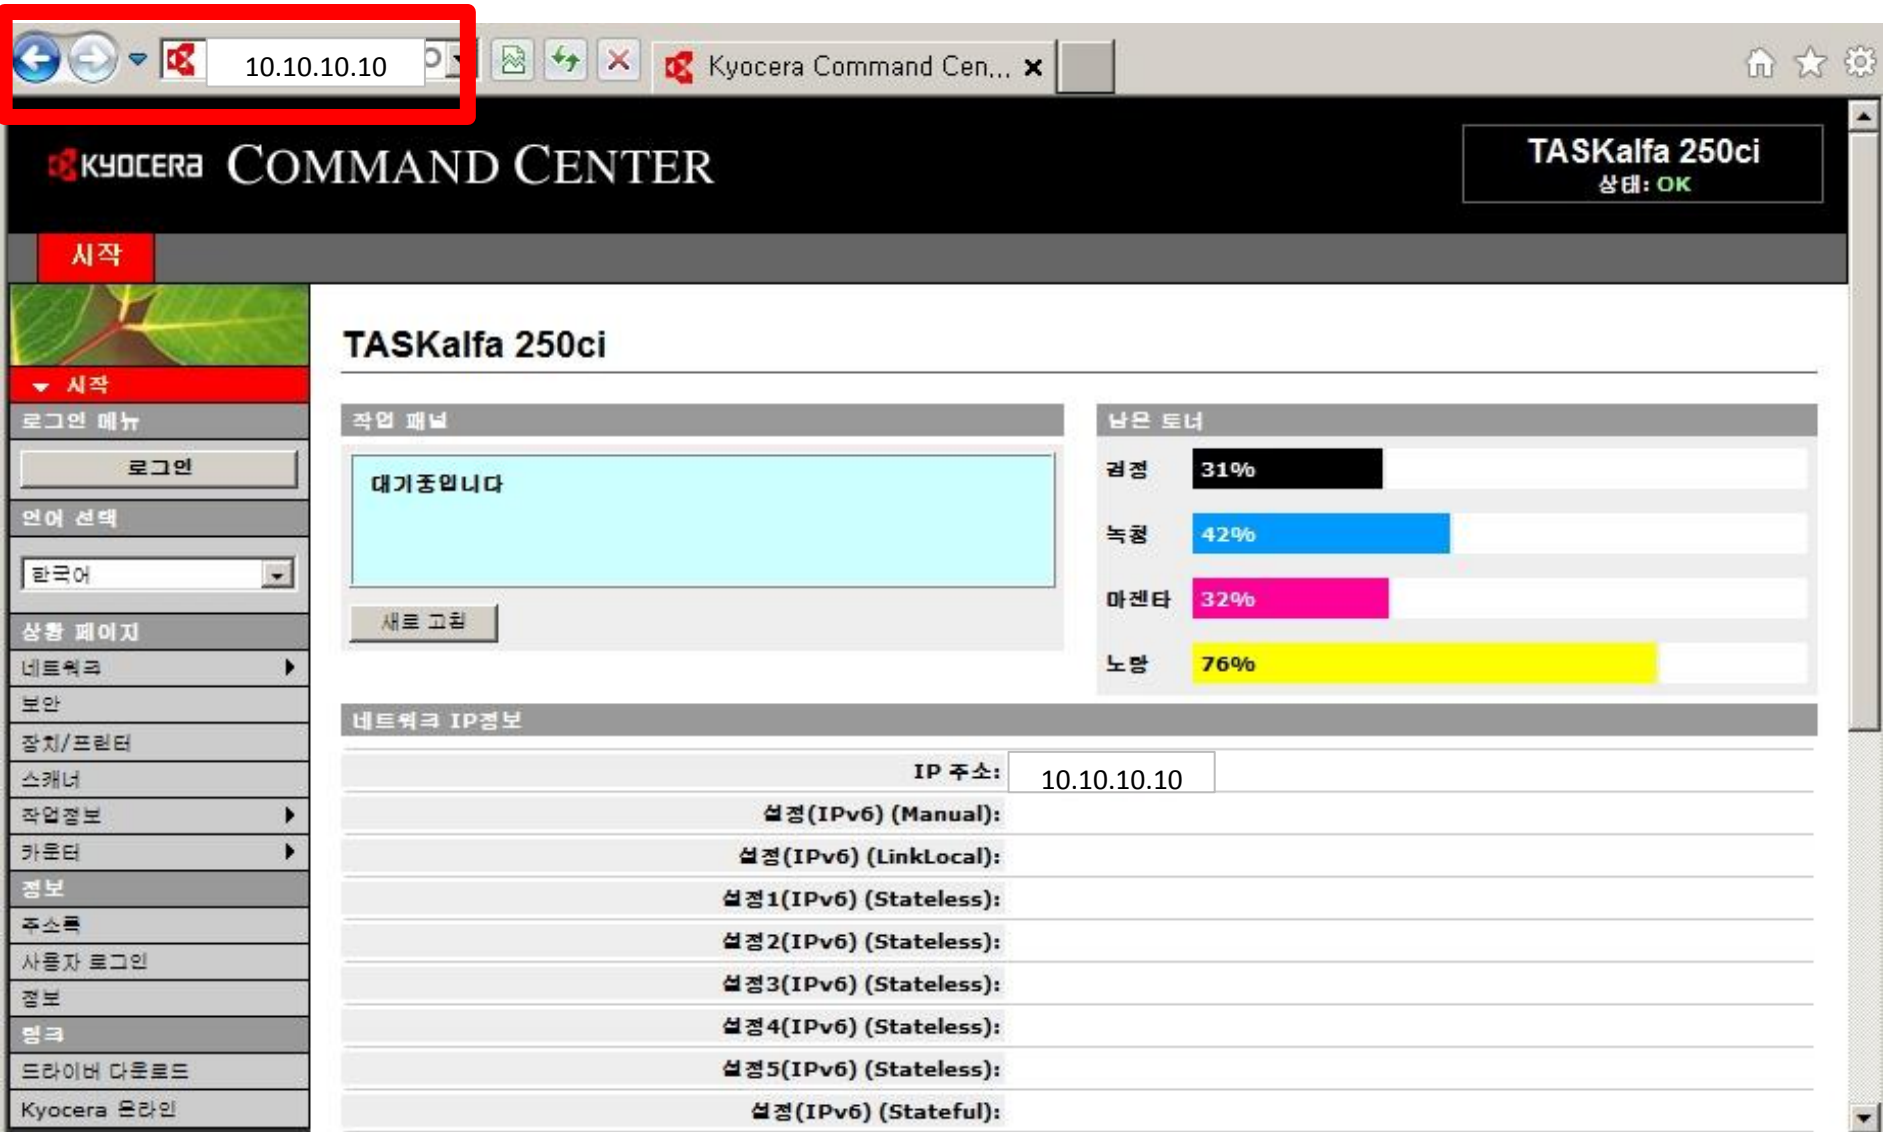 10.10.10.10
Kyocera Command Cen...
KYOCERA COMMAND CENTER
TASKalfa 250ci
상태: OK
시작
TASKalfa 250ci
시작
로그인 메뉴
로그인
언어 선택
한국어
상황 페이지
네트워크
보안
장치/프린터
스캐너
작업정보
카운터
정보
주소록
사용자 로그인
정보
링크
드라이버 다운로드
Kyocera 온라인
작업 패널
대기중입니다
새로 고침
남은 토너
검정 31%
녹청 42%
마젠타 32%
노랑 76%
네트워크 IP정보
IP 주소: 10.10.10.10
설정(IPv6) (Manual):
설정(IPv6) (LinkLocal):
설정1(IPv6) (Stateless):
설정2(IPv6) (Stateless):
설정3(IPv6) (Stateless):
설정4(IPv6) (Stateless):
설정5(IPv6) (Stateless):
설정(IPv6) (Stateful):